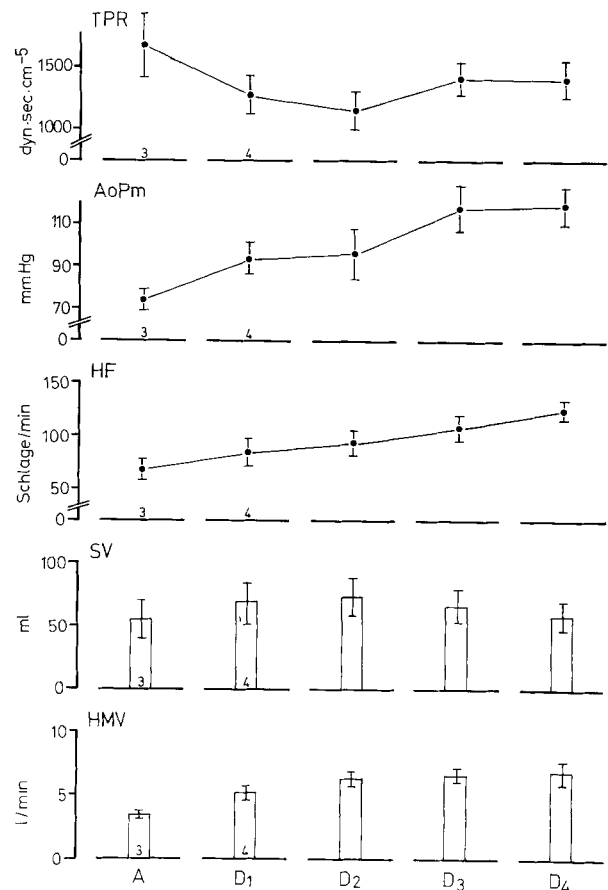 TPR
dyn·sec·cm⁻⁵
1500
1000
0
3 4
AoPm
mmHg
110
90
70
0
3 4
HF
Schlage/min
150
100
50
0
3 4
SV
ml
100
50
0
3 4
HMV
l/min
10
5
0
3 4
A D1 D2 D3 D4